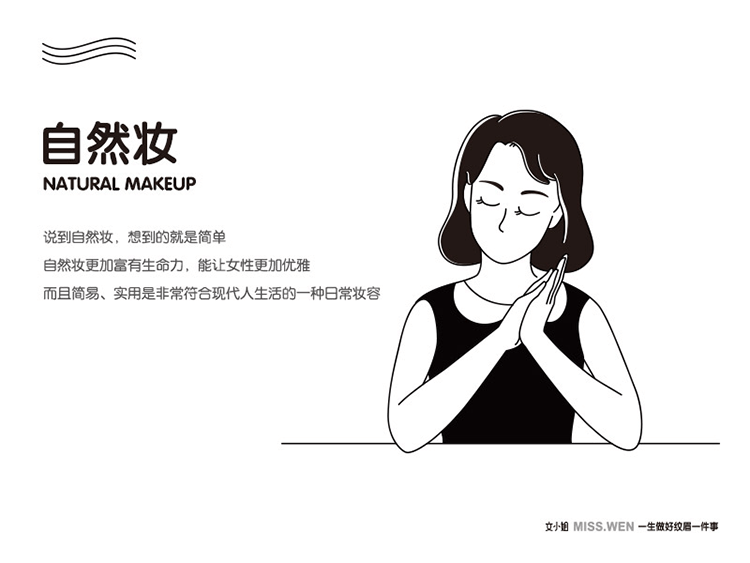 自然妆
NATURAL MAKEUP
说到自然妆，想到的就是简单
自然妆更加富有生命力，能让女性更加优雅
而且简易、实用是非常符合现代人生活的一种日常妆容
文小姐 MISS.WEN 一生做好纹眉一件事